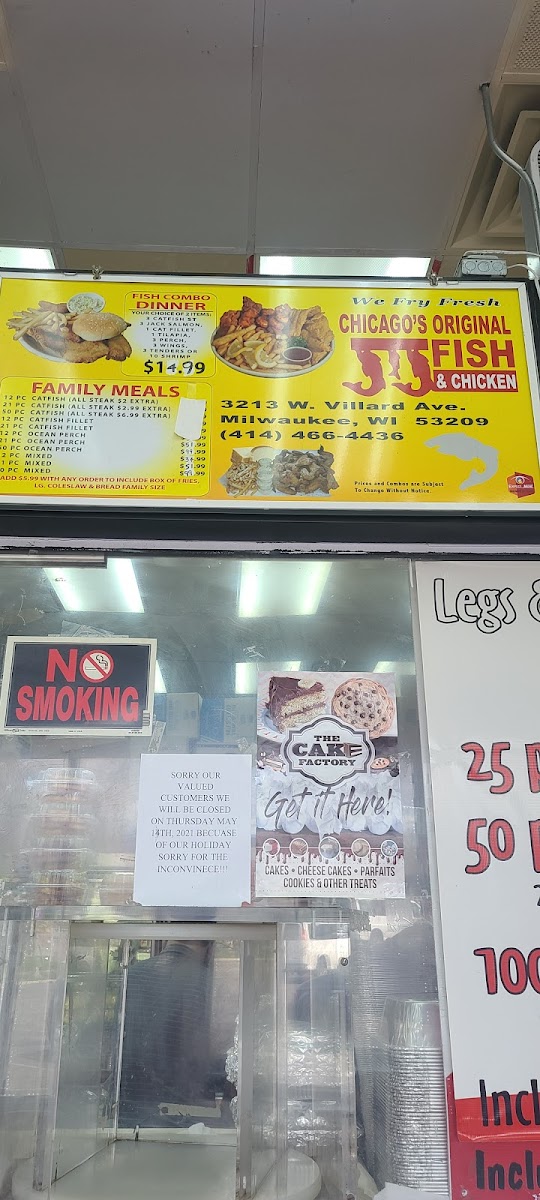 FISH COMBO
DINNER
YOUR CHOICE OF 2 ITEMS:
3 CATFISH ST
2 JACK SALMON,
1 CAT FILLET,
1 TILAPIA,
3 PERCH,
3 WINGS,
3 TENDERS OR
10 SHRIMP
$14.99
We Fry Fresh
CHICAGO'S ORIGINAL
JJ FISH
& CHICKEN
3213 W. Villard Ave.
Milwaukee, WI 53209
(414) 466-4436
Prices and Combos are Subject
To Change Without Notice.
FAMILY MEALS
12 PC CATFISH (ALL STEAK $2 EXTRA)
21 PC CATFISH (ALL STEAK $2.99 EXTRA)
50 PC CATFISH (ALL STEAK $6.99 EXTRA)
12 PC CATFISH FILLET
21 PC CATFISH FILLET
12 PC OCEAN PERCH
21 PC OCEAN PERCH
50 PC OCEAN PERCH
2 PC MIXED
1 PC MIXED
0 PC MIXED
ADD $5.99 WITH ANY ORDER TO INCLUDE BOX OF FRIES,
LG. COLESLAW & BREAD FAMILY SIZE
NO
SMOKING
SORRY OUR
VALUED
CUSTOMERS WE
WILL BE CLOSED
ON THURSDAY MAY
14TH, 2021 BECUASE
OF OUR HOLIDAY
SORRY FOR THE
INCONVINECE!!!
THE
CAKE
FACTORY
Get it Here!
CAKES • CHEESE CAKES • PARFAITS
COOKIES & OTHER TREATS
Legs &
25
50
100
Incl
Incl